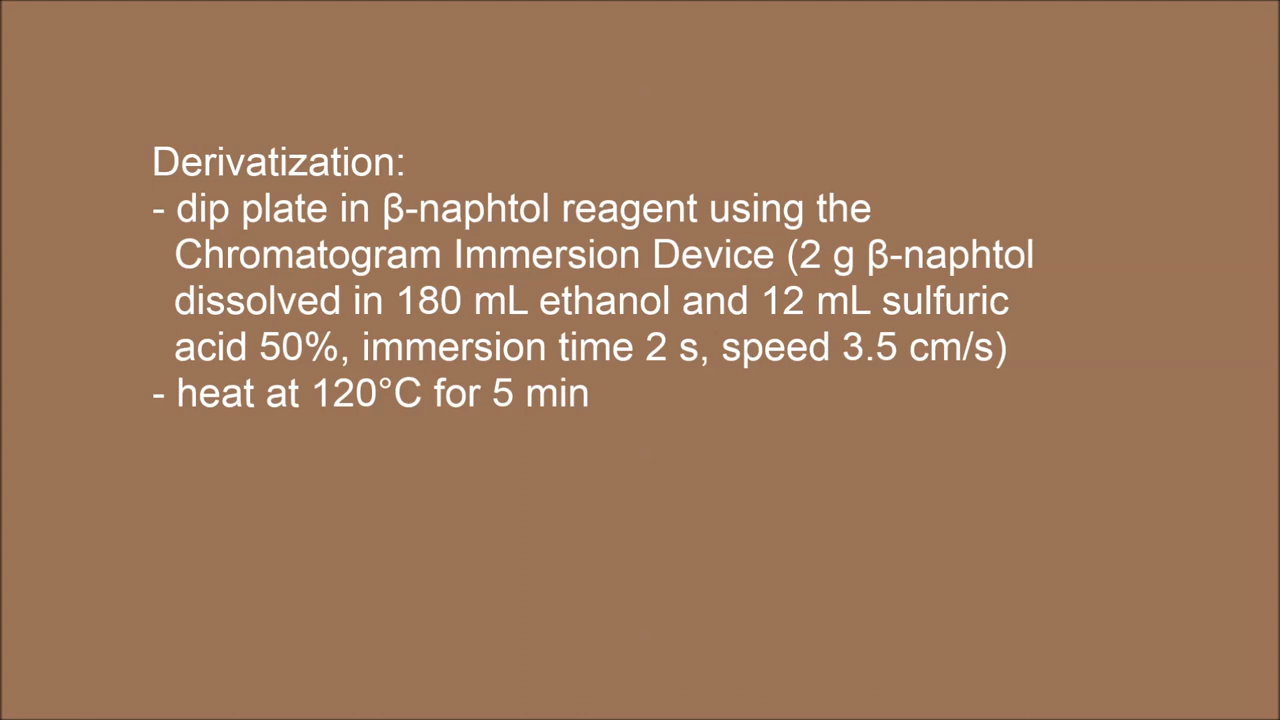 Derivatization:
- dip plate in β-naphtol reagent using the
Chromatogram Immersion Device (2 g β-naphtol
dissolved in 180 mL ethanol and 12 mL sulfuric
acid 50%, immersion time 2 s, speed 3.5 cm/s)
- heat at 120°C for 5 min